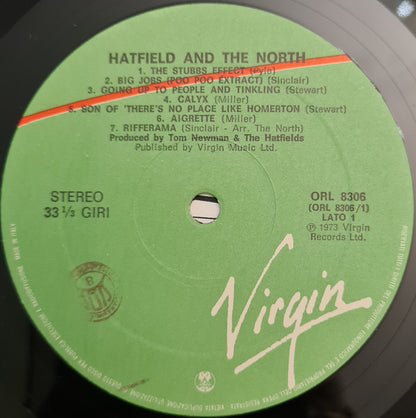 HATFIELD AND THE NORTH
1. THE STUBBS EFFECT (Pyle)
2. BIG JOBS (POO POO EXTRACT) (Sinclair)
3. GOING UP TO PEOPLE AND TINKLING (Stewart)
4. CALYX (Miller)
5. SON OF 'THERE'S NO PLACE LIKE HOMERTON (Stewart)
6. AIGRETTE (Miller)
7. RIFFERAMA (Sinclair - Arr. The North)
Produced by Tom Newman & The Hatfields
Published by Virgin Music Ltd.
STEREO
33 1/3 GIRI
ORL 8306
(ORL 8306/1)
LATO 1
℗ 1973 Virgin
Records Ltd.
Virgin